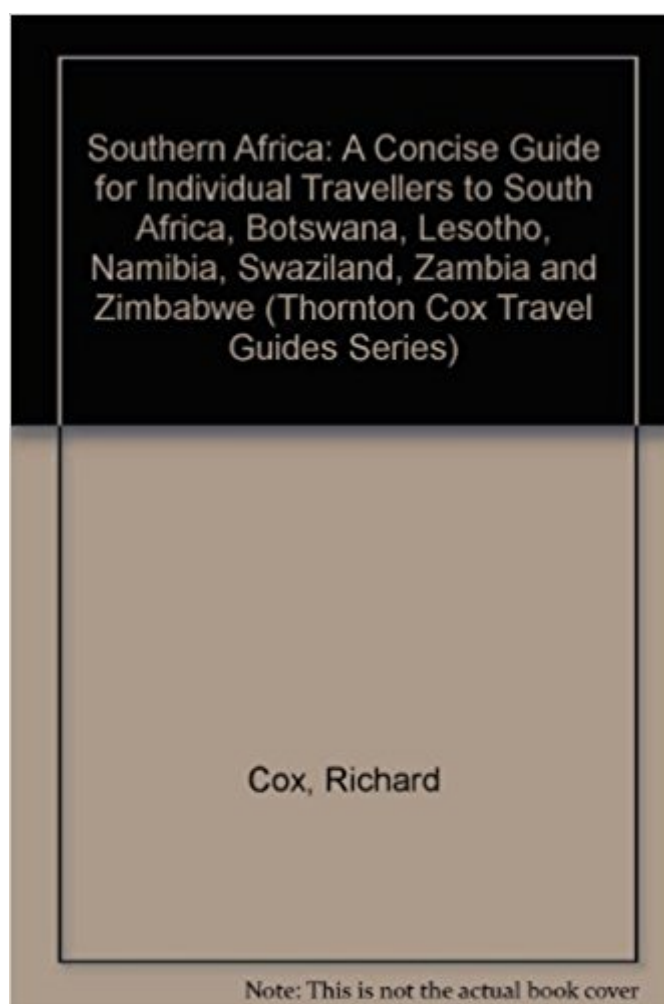 Southern Africa: A Concise Guide
for Individual Travellers to South
Africa, Botswana, Lesotho,
Namibia, Swaziland, Zambia and
Zimbabwe (Thornton Cox Travel
Guides Series)
Cox, Richard
Note: This is not the actual book cover